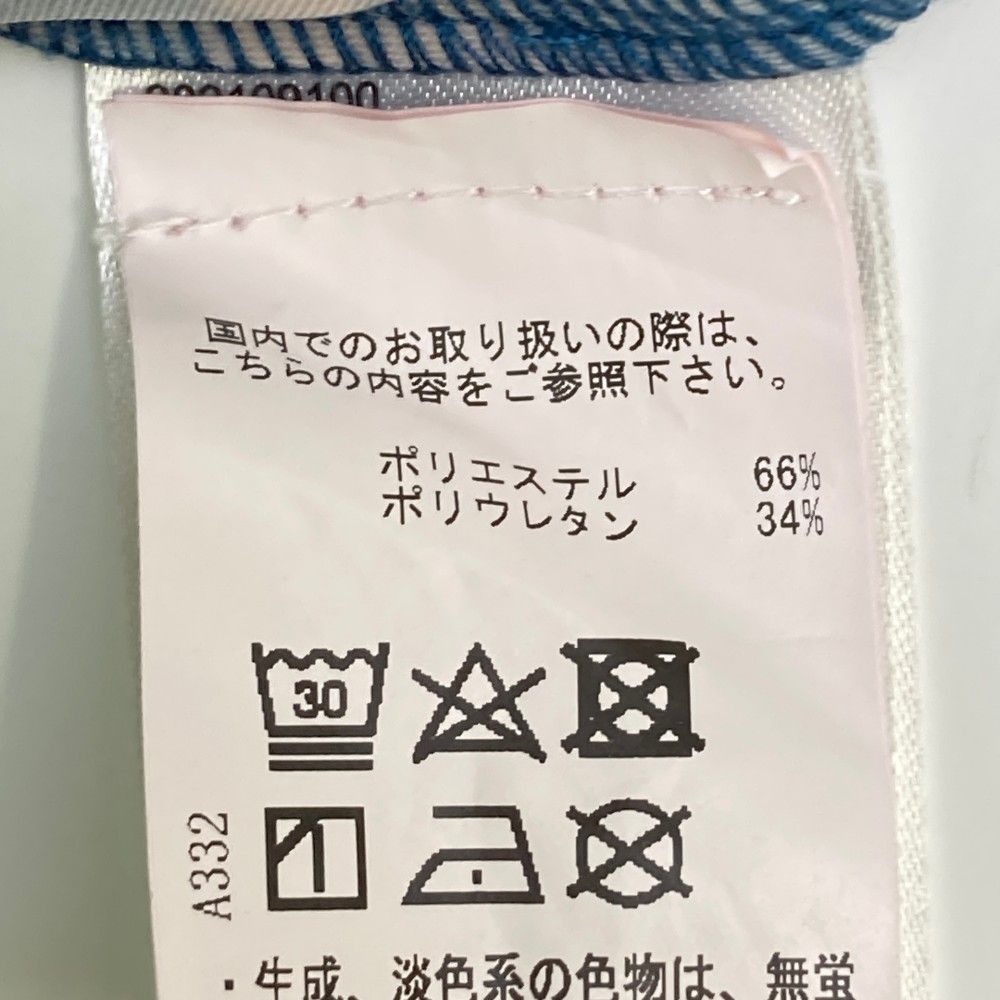 国内でのお取り扱いの際は、
こちらの内容をご参照下さい。
ポリエステル 66%
ポリウレタン 34%
30
A332
・生成、淡色系の色物は、無蛍